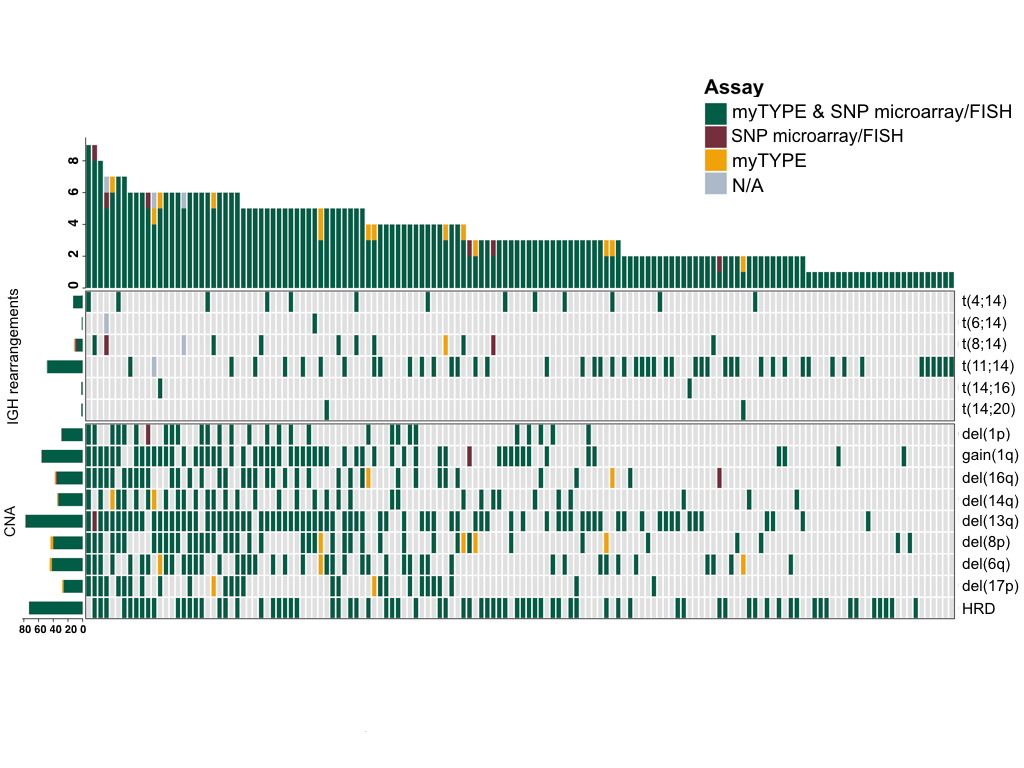 Assay
myTYPE & SNP microarray/FISH
SNP microarray/FISH
myTYPE
N/A
8
6
4
2
0
IGH rearrangements
t(4;14)
t(6;14)
t(8;14)
t(11;14)
t(14;16)
t(14;20)
CNA
del(1p)
gain(1q)
del(16q)
del(14q)
del(13q)
del(8p)
del(6q)
del(17p)
HRD
80 60 40 20 0